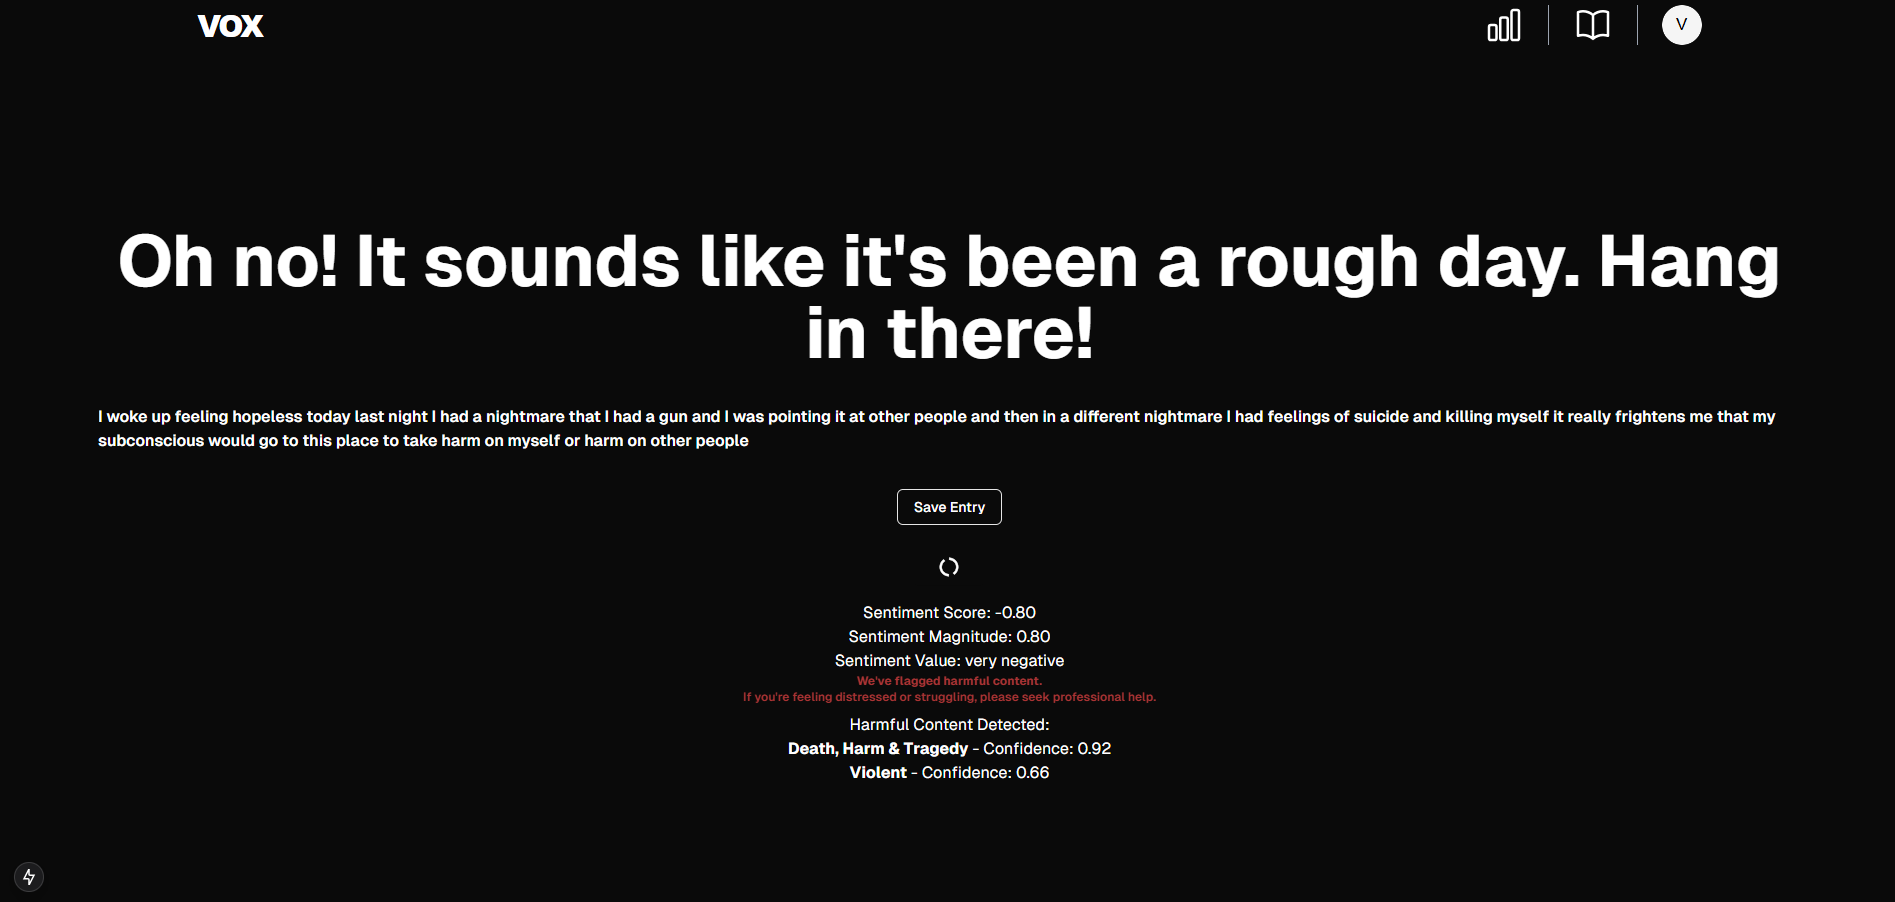 VOX
V
Oh no! It sounds like it's been a rough day. Hang
in there!
I woke up feeling hopeless today last night I had a nightmare that I had a gun and I was pointing it at other people and then in a different nightmare I had feelings of suicide and killing myself it really frightens me that my
subconscious would go to this place to take harm on myself or harm on other people
Save Entry
Sentiment Score: -0.80
Sentiment Magnitude: 0.80
Sentiment Value: very negative
We've flagged harmful content.
If you're feeling distressed or struggling, please seek professional help.
Harmful Content Detected:
Death, Harm & Tragedy - Confidence: 0.92
Violent - Confidence: 0.66